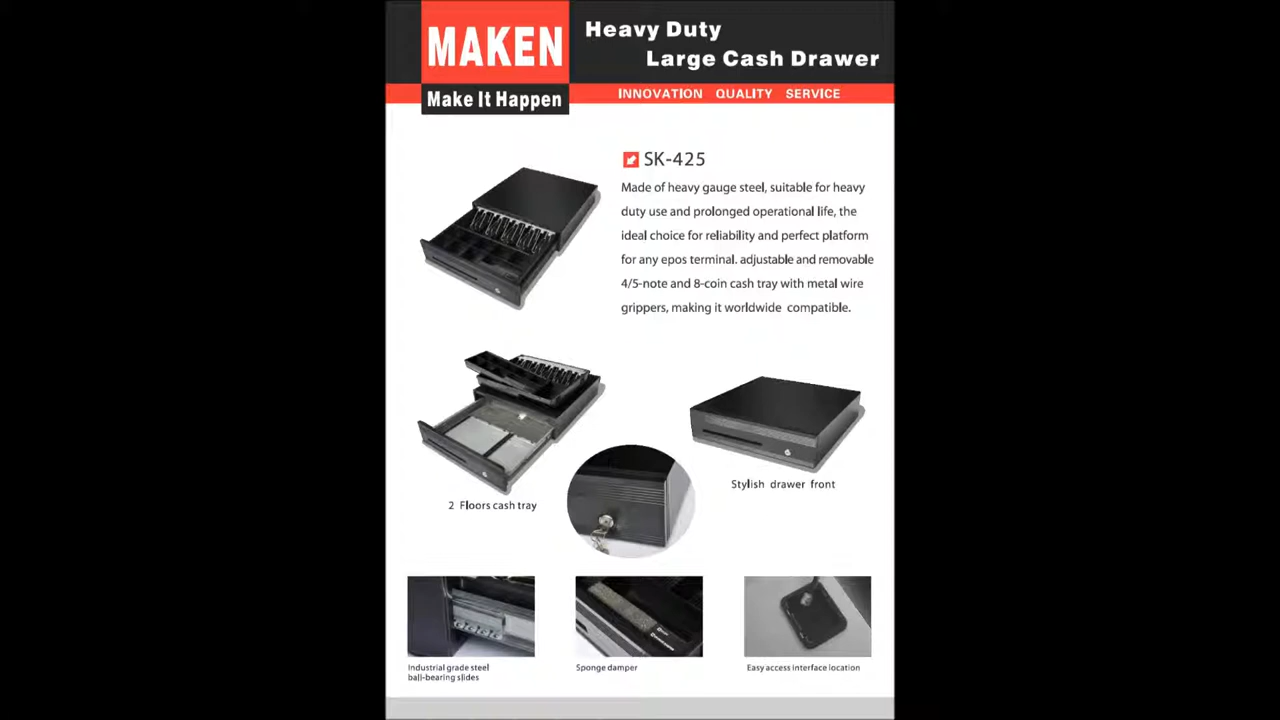 MAKEN
Make It Happen
Heavy Duty
Large Cash Drawer
INNOVATION QUALITY SERVICE
SK-425
Made of heavy gauge steel, suitable for heavy
duty use and prolonged operational life, the
ideal choice for reliability and perfect platform
for any epos terminal. adjustable and removable
4/5-note and 8-coin cash tray with metal wire
grippers, making it worldwide compatible.
2 Floors cash tray
Stylish drawer front
Industrial grade steel
ball-bearing slides
Sponge damper
Easy access interface location